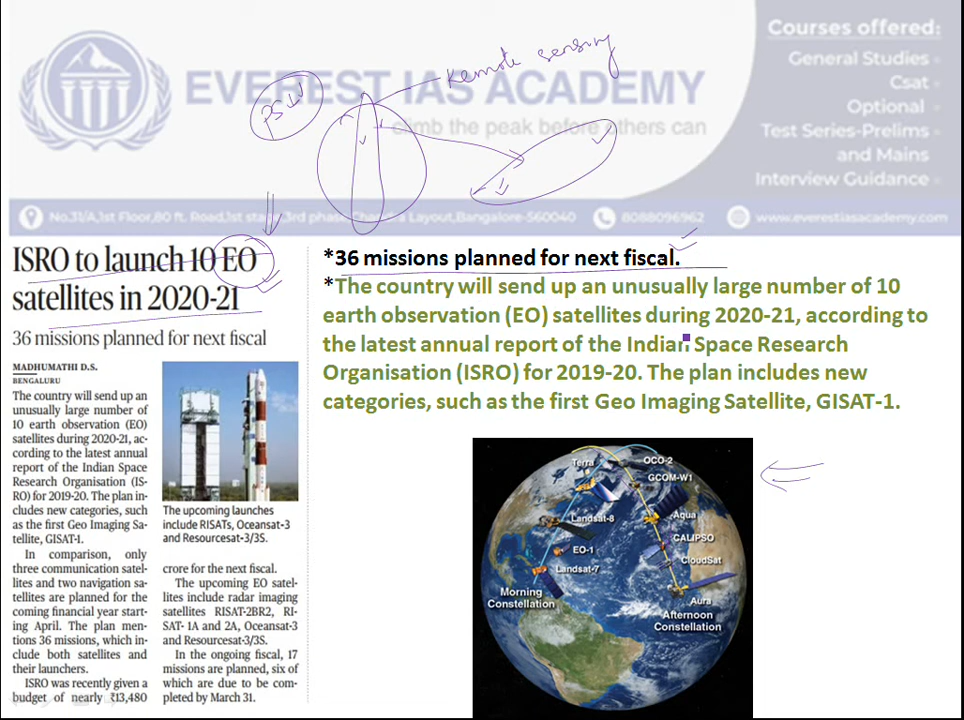 Courses offered:
General Studies
Csat
Optional
Test Series-Prelims
and Mains
Interview Guidance
EVEREST IAS ACADEMY
climb the peak before others can
Remote sensing
No.31/A,1st Floor,80 ft. Road,1st stage, 3rd phase, Layout,Bangalore-560040
8088096962
www.everestiasacademy.com
ISRO to launch 10 EO
satellites in 2020-21
36 missions planned for next fiscal
MADHUMATHI D.S.
BENGALURU
The country will send up an
unusually large number of
10 earth observation (EO)
satellites during 2020-21, ac-
cording to the latest annual
report of the Indian Space
Research Organisation (IS-
RO) for 2019-20. The plan in-
cludes new categories, such
as the first Geo Imaging Sa-
tellite, GISAT-1.
In comparison, only
three communication satel-
lites and two navigation sa-
tellites are planned for the
coming financial year start-
ing April. The plan men-
tions 36 missions, which in-
clude both satellites and
their launchers.
ISRO was recently given a
budget of nearly ₹13,480
The upcoming launches
include RISATs, Oceansat-3
and Resourcesat-3/3S.
crore for the next fiscal.
The upcoming EO satel-
lites include radar imaging
satellites RISAT-2BR2, RI-
SAT- 1A and 2A, Oceansat-3
and Resourcesat-3/3S.
In the ongoing fiscal, 17
missions are planned, six of
which are due to be com-
pleted by March 31.
*36 missions planned for next fiscal.
*The country will send up an unusually large number of 10
earth observation (EO) satellites during 2020-21, according to
the latest annual report of the Indian Space Research
Organisation (ISRO) for 2019-20. The plan includes new
categories, such as the first Geo Imaging Satellite, GISAT-1.
Terra
OCO-2
GCOM-W1
Landsat-8
Aqua
CALIPSO
EO-1
CloudSat
Landsat-7
Morning
Constellation
Aura
Afternoon
Constellation